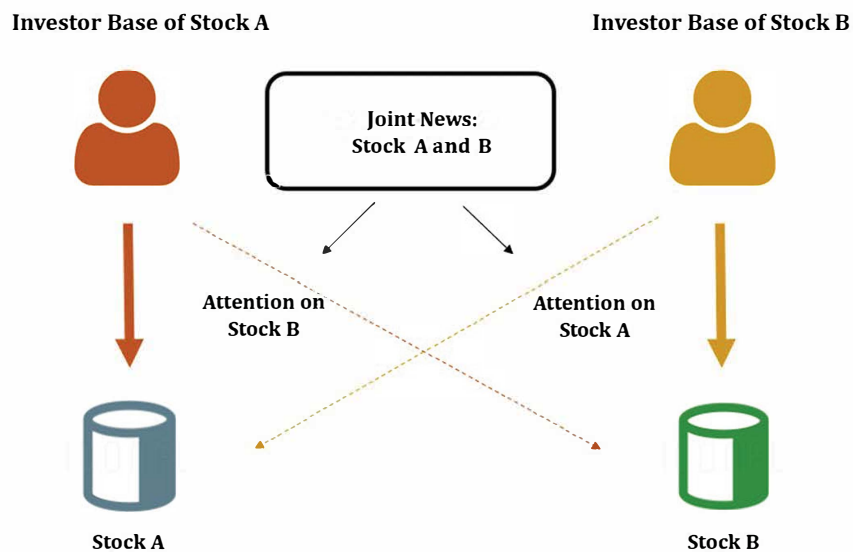 Investor Base of Stock A
Investor Base of Stock B
Joint News:
Stock A and B
Attention on
Stock B
Attention on
Stock A
Stock A
Stock B